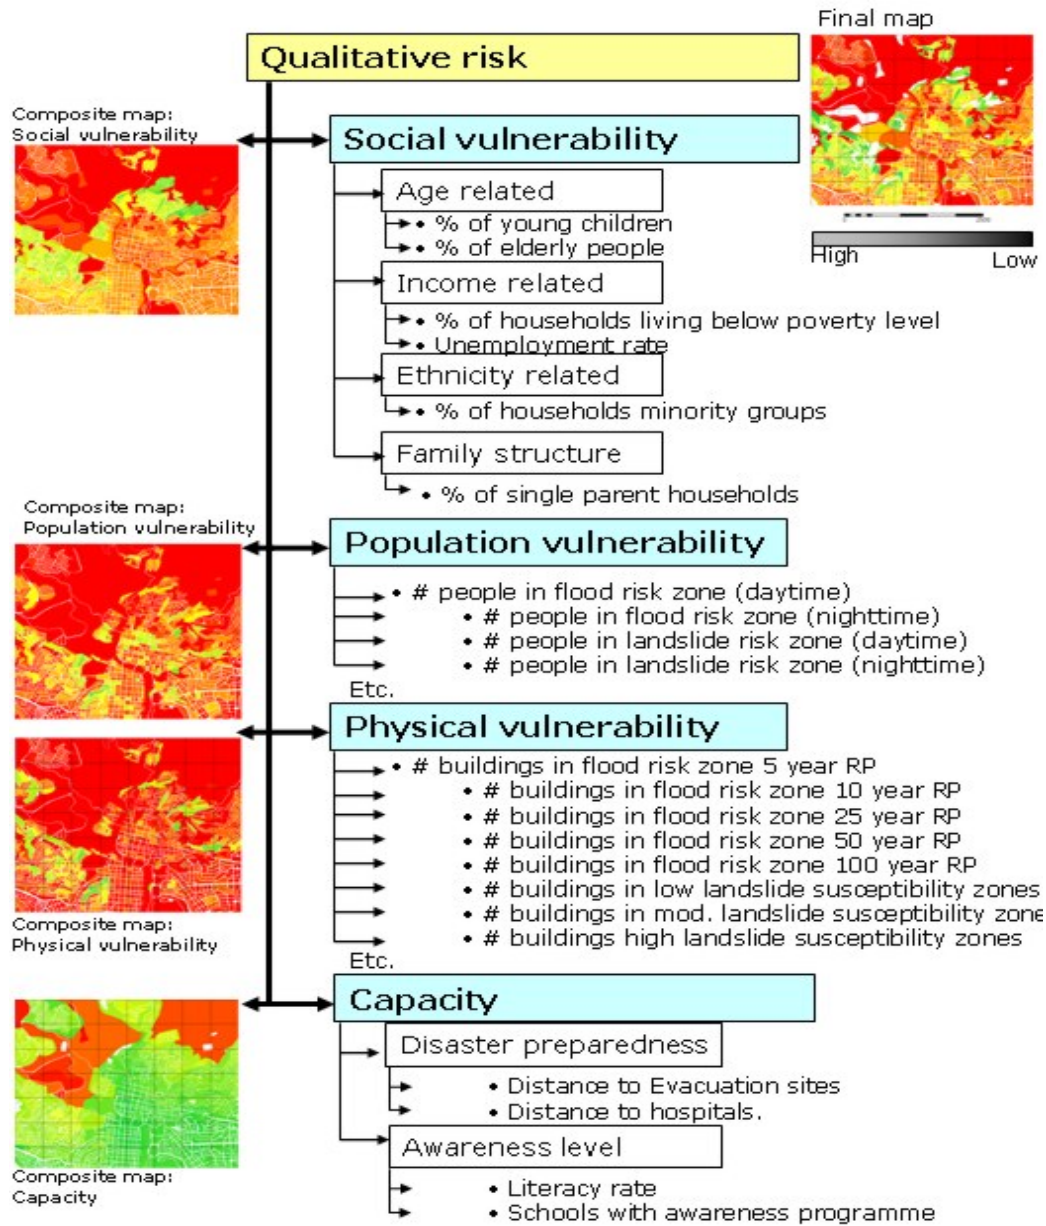 Final map
Qualitative risk
Composite map:
Social vulnerability
Social vulnerability
Age related
• % of young children
• % of elderly people
High
Low
Income related
• % of households living below poverty level
• Unemployment rate
Ethnicity related
• % of households minority groups
Family structure
• % of single parent households
Composite map:
Population vulnerability
Population vulnerability
• # people in flood risk zone (daytime)
• # people in flood risk zone (nighttime)
• # people in landslide risk zone (daytime)
• # people in landslide risk zone (nighttime)
Etc.
Physical vulnerability
• # buildings in flood risk zone 5 year RP
• # buildings in flood risk zone 10 year RP
• # buildings in flood risk zone 25 year RP
• # buildings in flood risk zone 50 year RP
• # buildings in flood risk zone 100 year RP
• # buildings in low landslide susceptibility zones
• # buildings in mod. landslide susceptibility zone
• # buildings high landslide susceptibility zones
Etc.
Composite map:
Physical vulnerability
Capacity
Disaster preparedness
• Distance to Evacuation sites
• Distance to hospitals.
Awareness level
• Literacy rate
• Schools with awareness programme
Composite map:
Capacity